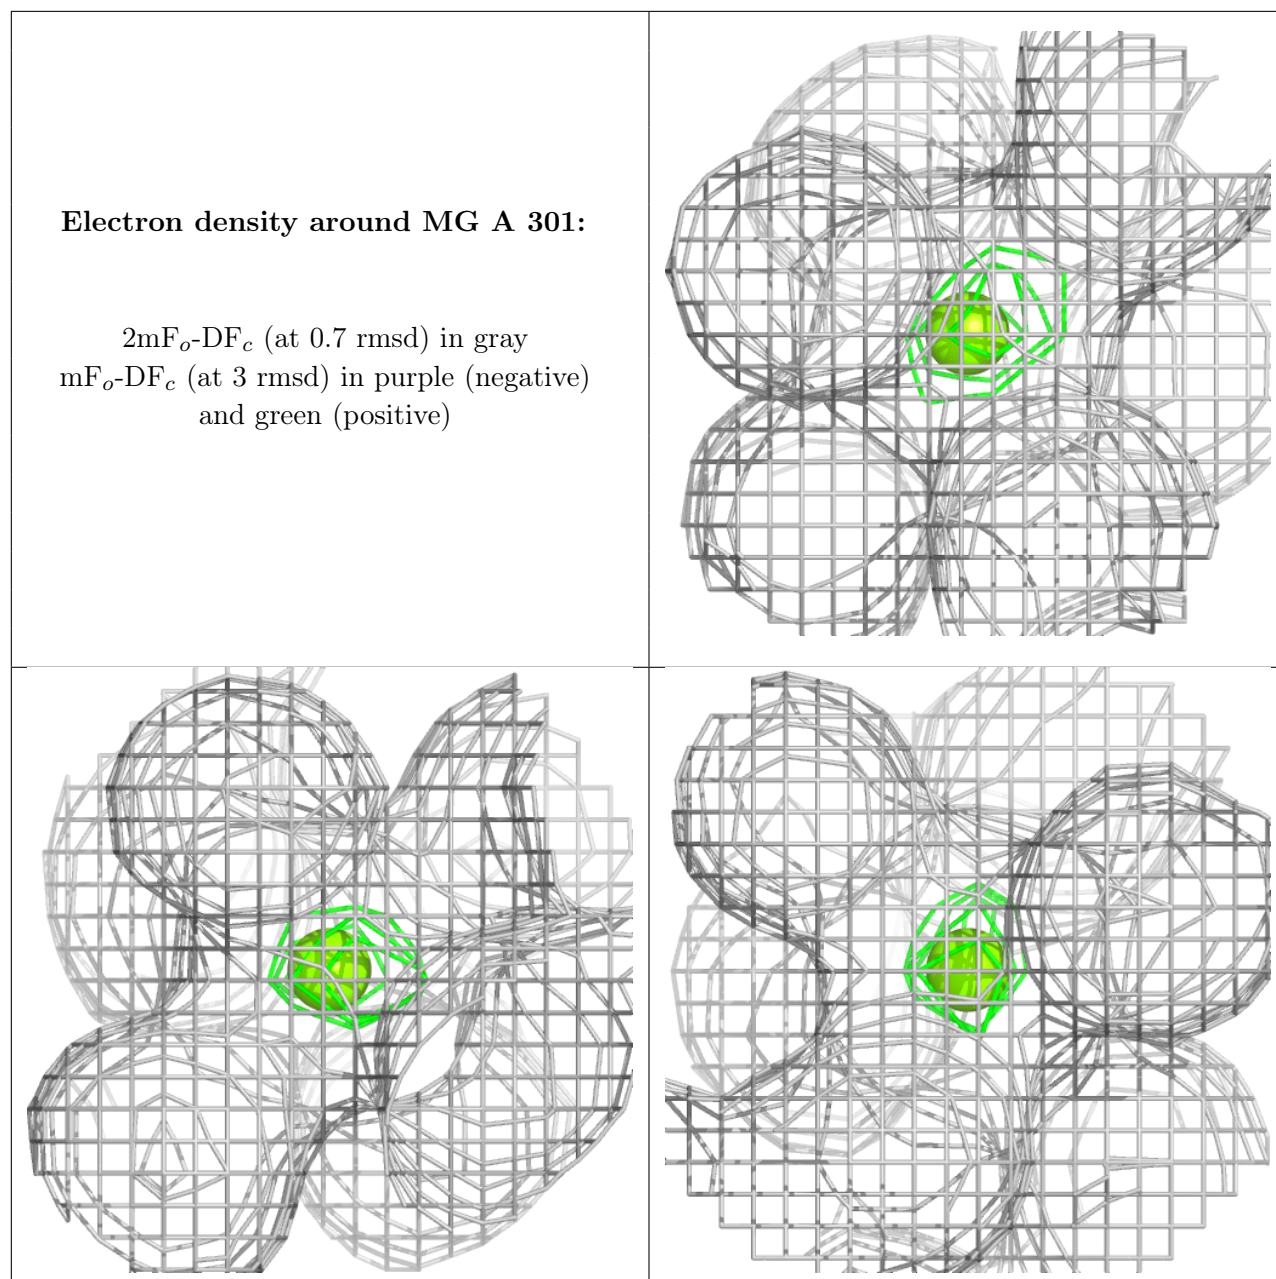 Electron density around MG A 301:
2mFo-DFc (at 0.7 rmsd) in gray
mFo-DFc (at 3 rmsd) in purple (negative)
and green (positive)